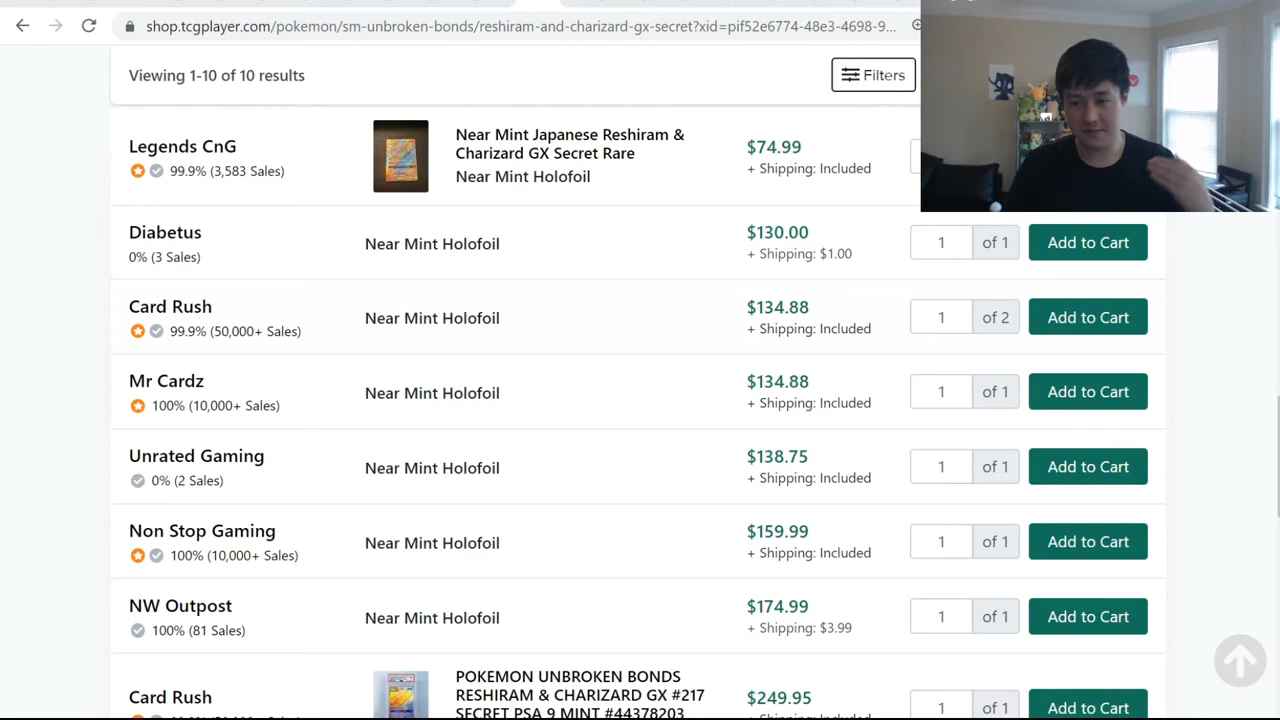 shop.tcgplayer.com/pokemon/sm-unbroken-bonds/reshiram-and-charizard-gx-secret?xid=pif52e6774-48e3-4698-9...
Viewing 1-10 of 10 results
Filters
Legends CnG
99.9% (3,583 Sales)
Near Mint Japanese Reshiram &
Charizard GX Secret Rare
Near Mint Holofoil
$74.99
+ Shipping: Included
Diabetus
0% (3 Sales)
Near Mint Holofoil
$130.00
+ Shipping: $1.00
1 of 1
Add to Cart
Card Rush
99.9% (50,000+ Sales)
Near Mint Holofoil
$134.88
+ Shipping: Included
1 of 2
Add to Cart
Mr Cardz
100% (10,000+ Sales)
Near Mint Holofoil
$134.88
+ Shipping: Included
1 of 1
Add to Cart
Unrated Gaming
0% (2 Sales)
Near Mint Holofoil
$138.75
+ Shipping: Included
1 of 1
Add to Cart
Non Stop Gaming
100% (10,000+ Sales)
Near Mint Holofoil
$159.99
+ Shipping: Included
1 of 1
Add to Cart
NW Outpost
100% (81 Sales)
Near Mint Holofoil
$174.99
+ Shipping: $3.99
1 of 1
Add to Cart
Card Rush
POKEMON UNBROKEN BONDS
RESHIRAM & CHARIZARD GX #217
SECRET PSA 9 MINT #44378203
$249.95
1 of 1
Add to Cart